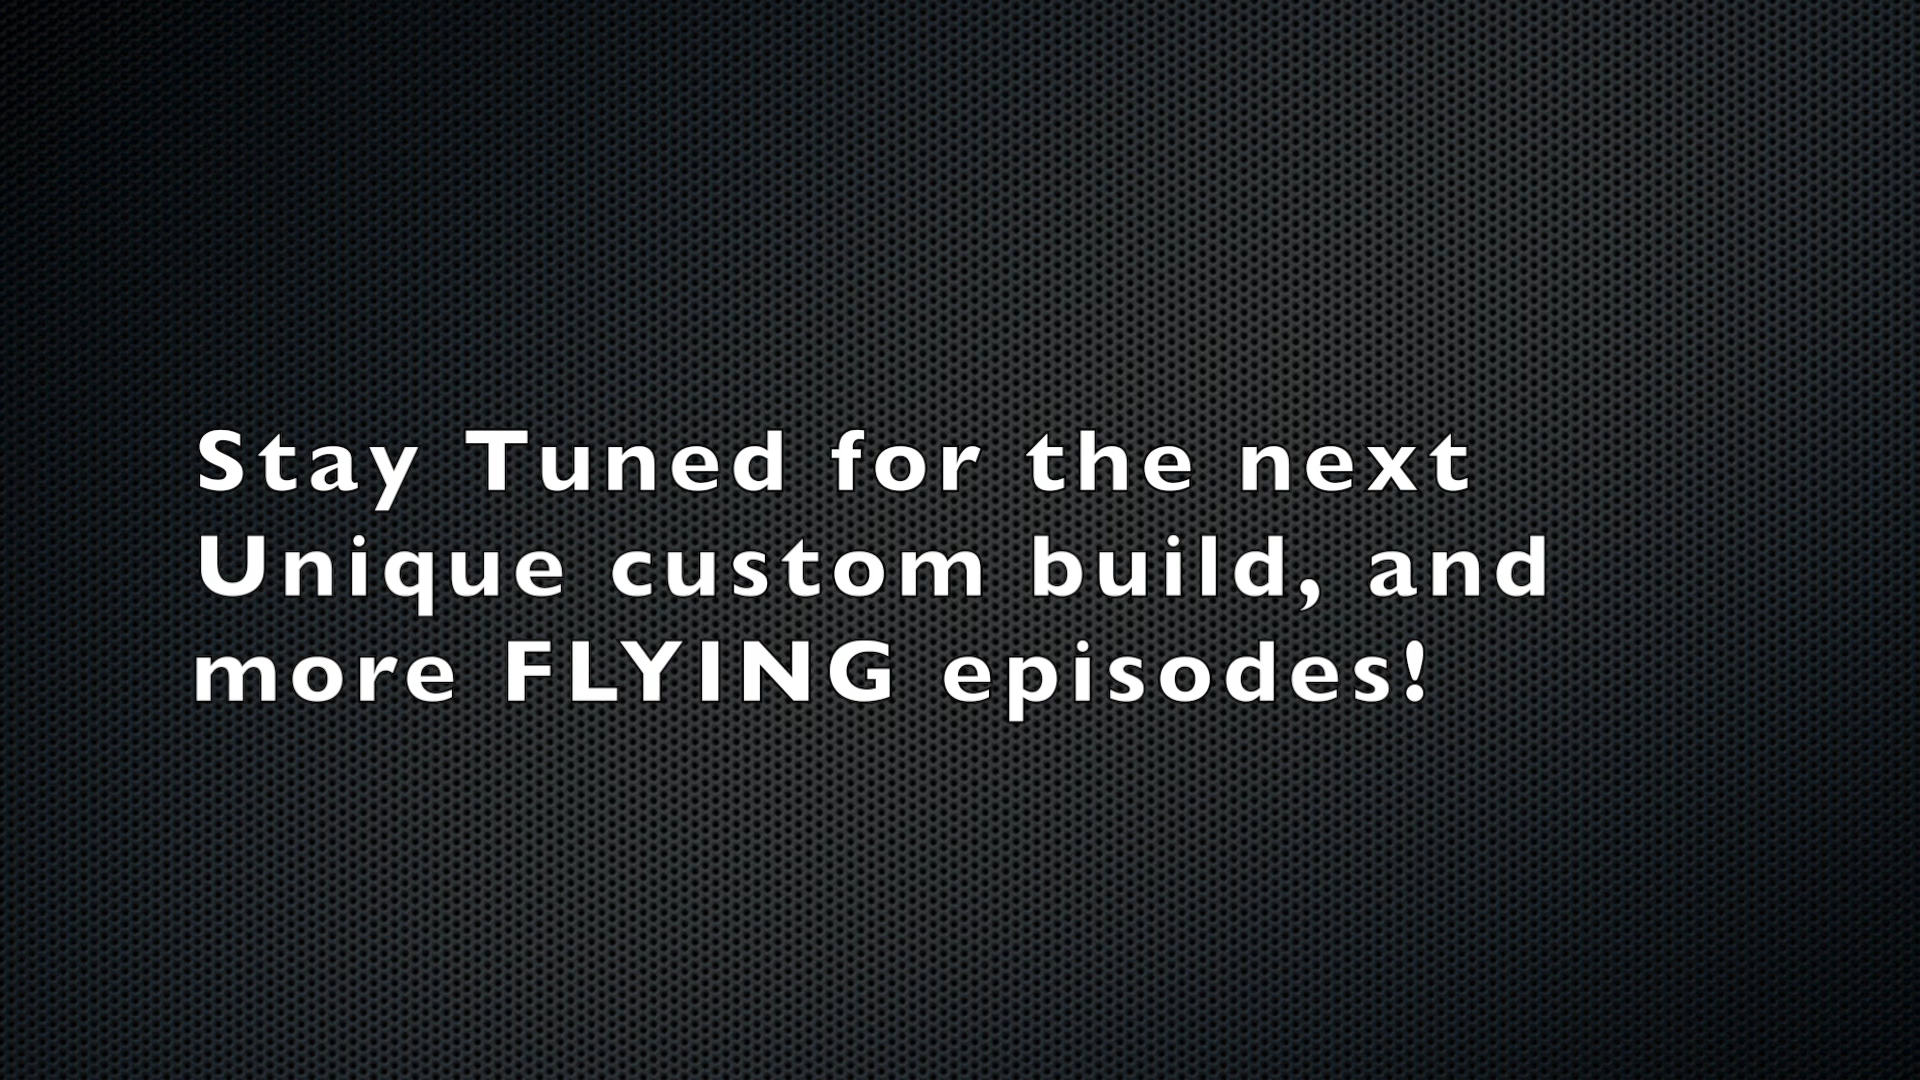 Stay Tuned for the next
Unique custom build, and
more FLYING episodes!